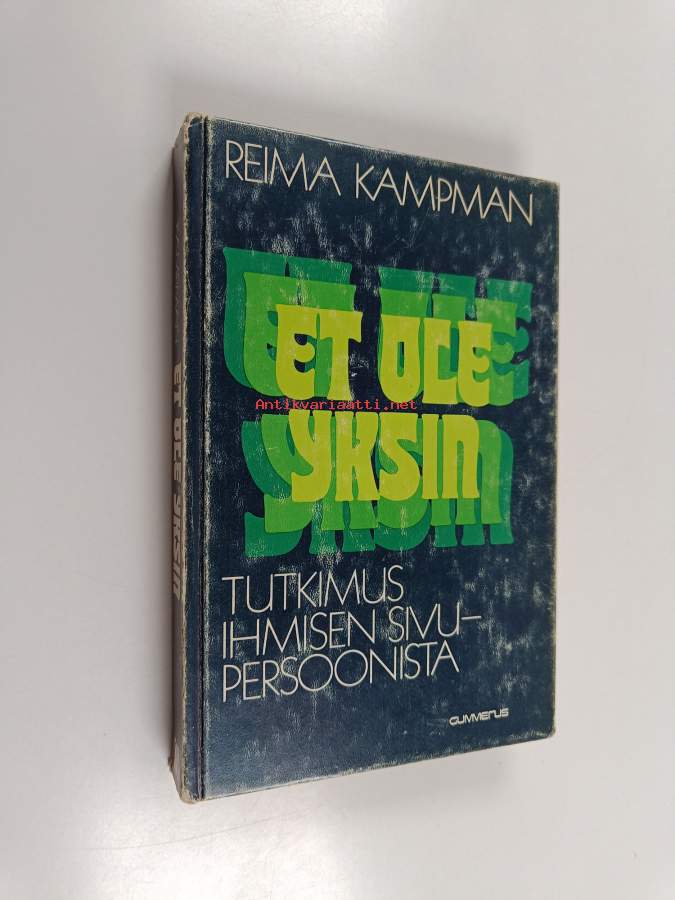 REIMA KAMPMAN
ET OLE
Antikvariaatti.net
YKSIN
TUTKIMUS
IHMISEN SIVU-
PERSOONISTA
GUMMERUS
ET OLE YKSIN